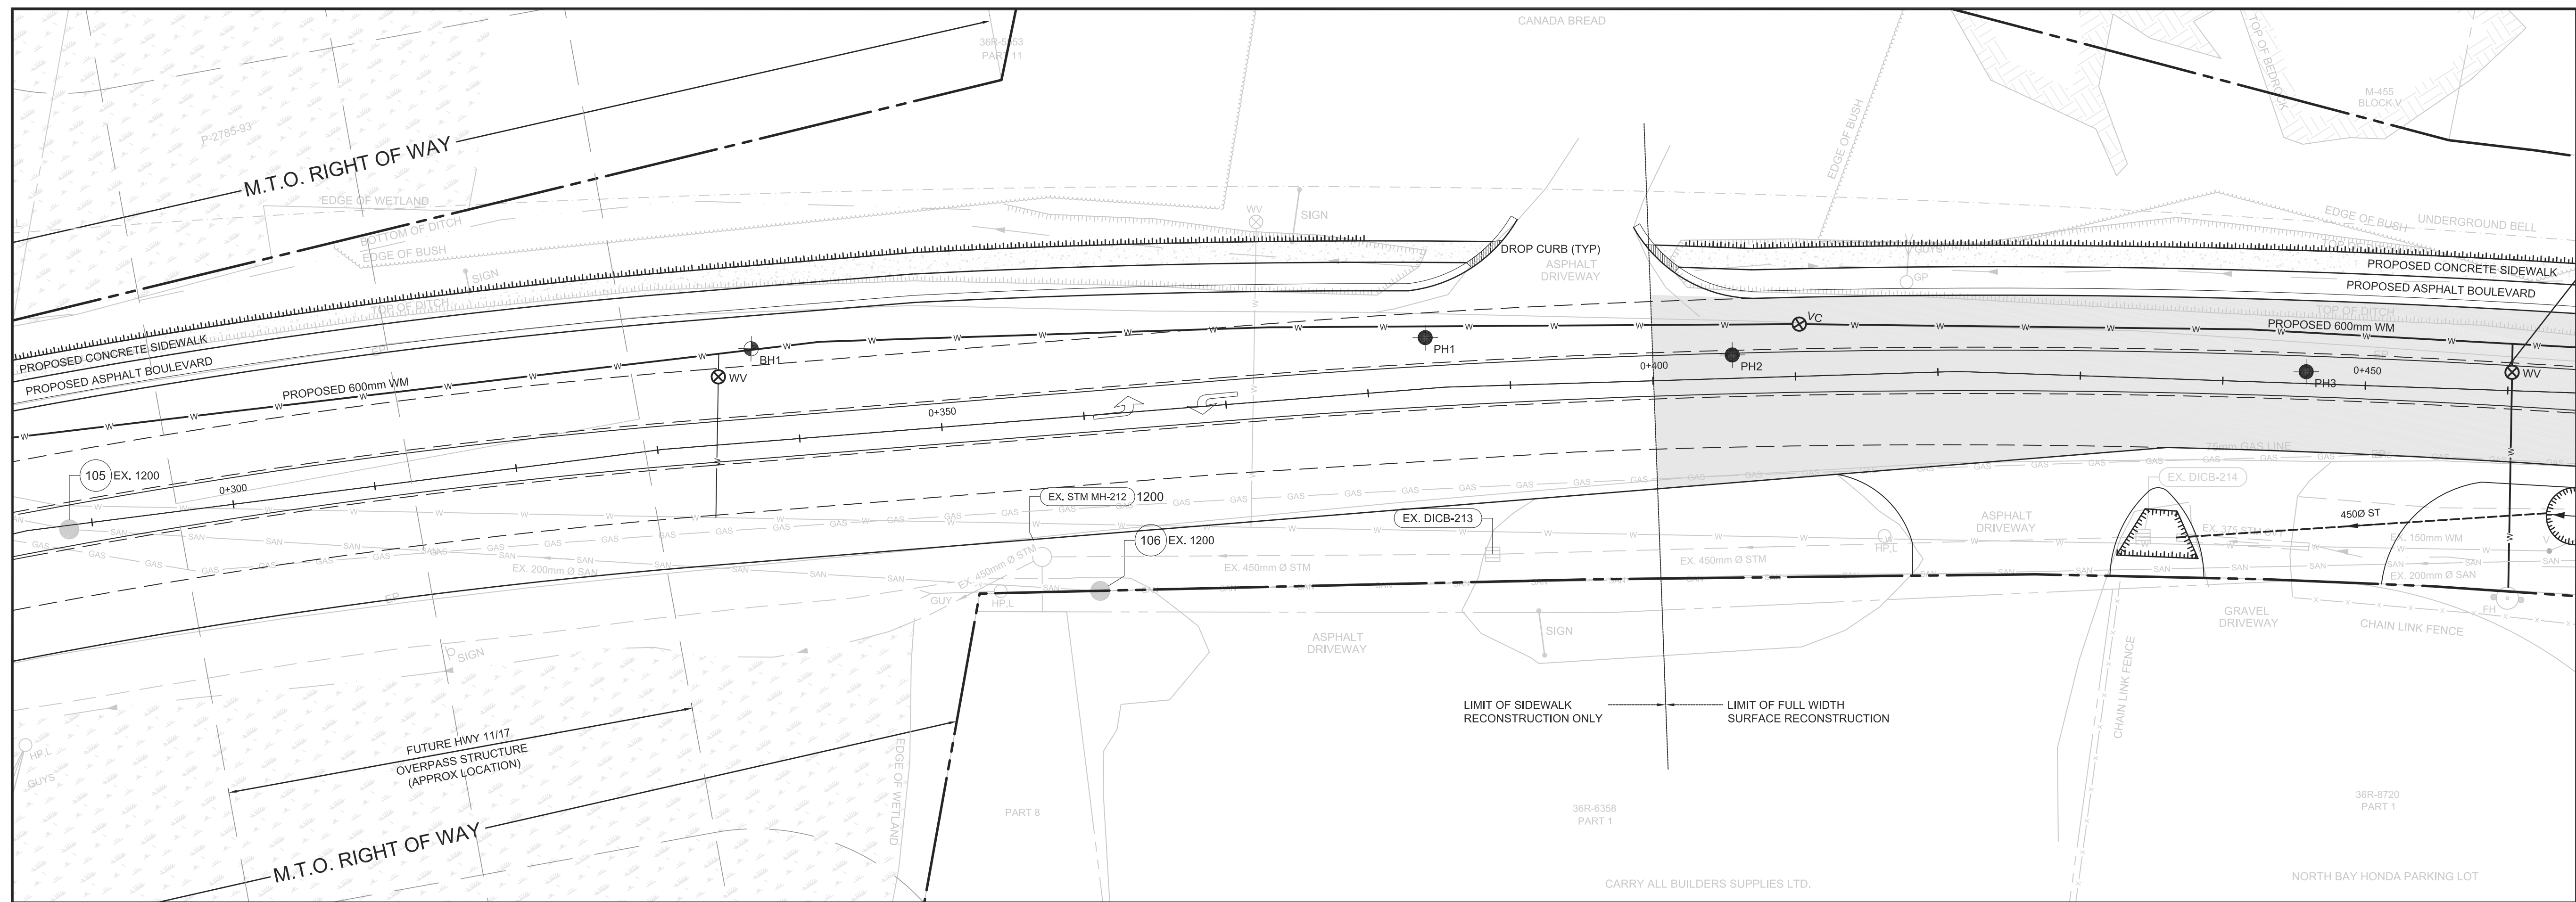 CANADA BREAD
PART 11
TOP OF BEDROCK
M-455
BLOCK V
P-2785-93
M.T.O. RIGHT OF WAY
EDGE OF BUSH
EDGE OF WETLAND
BOTTOM OF DITCH
EDGE OF BUSH
SIGN
TOP OF DITCH
WV
SIGN
DROP CURB (TYP)
ASPHALT
DRIVEWAY
GUYS
GP
EDGE OF BUSH
UNDERGROUND BELL
PROPOSED CONCRETE SIDEWALK
PROPOSED ASPHALT BOULEVARD
TOP OF DITCH
PROPOSED 600mm WM
VC
PROPOSED CONCRETE SIDEWALK
PROPOSED ASPHALT BOULEVARD
PROPOSED 600mm WM
EP
BH1
WV
PH1
PH2
0+400
PH3
0+450
EP
WV
0+350
0+300
105 EX. 1200
75mm GAS LINE
EX. STM MH-212 1200
EX. DICB-213
EX. DICB-214
106 EX. 1200
450Ø ST
ASPHALT
DRIVEWAY
EX. 150mm WM
HP,L
EX. 200mm Ø SAN
EX. 450mm Ø STM
EX. 450mm Ø STM
EX. 450mm Ø STM
EX. 200mm Ø SAN
EP
GUY
HP,L
FH
GRAVEL
DRIVEWAY
CHAIN LINK FENCE
ASPHALT
DRIVEWAY
SIGN
SIGN
CHAIN LINK FENCE
LIMIT OF SIDEWALK
RECONSTRUCTION ONLY
LIMIT OF FULL WIDTH
SURFACE RECONSTRUCTION
FUTURE HWY 11/17
OVERPASS STRUCTURE
(APPROX LOCATION)
HP,L
GUYS
EDGE OF WETLAND
M.T.O. RIGHT OF WAY
PART 8
36R-6358
PART 1
36R-8720
PART 1
CARRY ALL BUILDERS SUPPLIES LTD.
NORTH BAY HONDA PARKING LOT